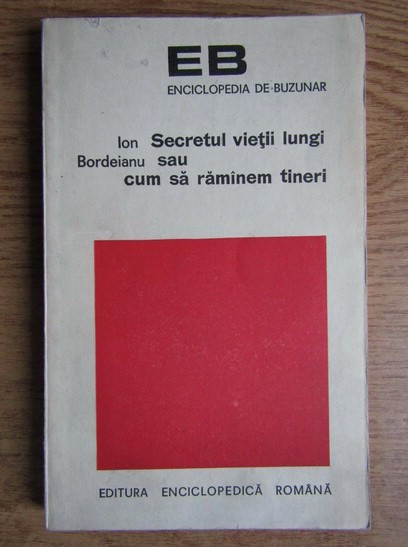 EB
ENCICLOPEDIA DE BUZUNAR
Ion Secretul vieţii lungi
Bordeianu sau
cum să rămînem tineri
EDITURA ENCICLOPEDICĂ ROMÂNĂ